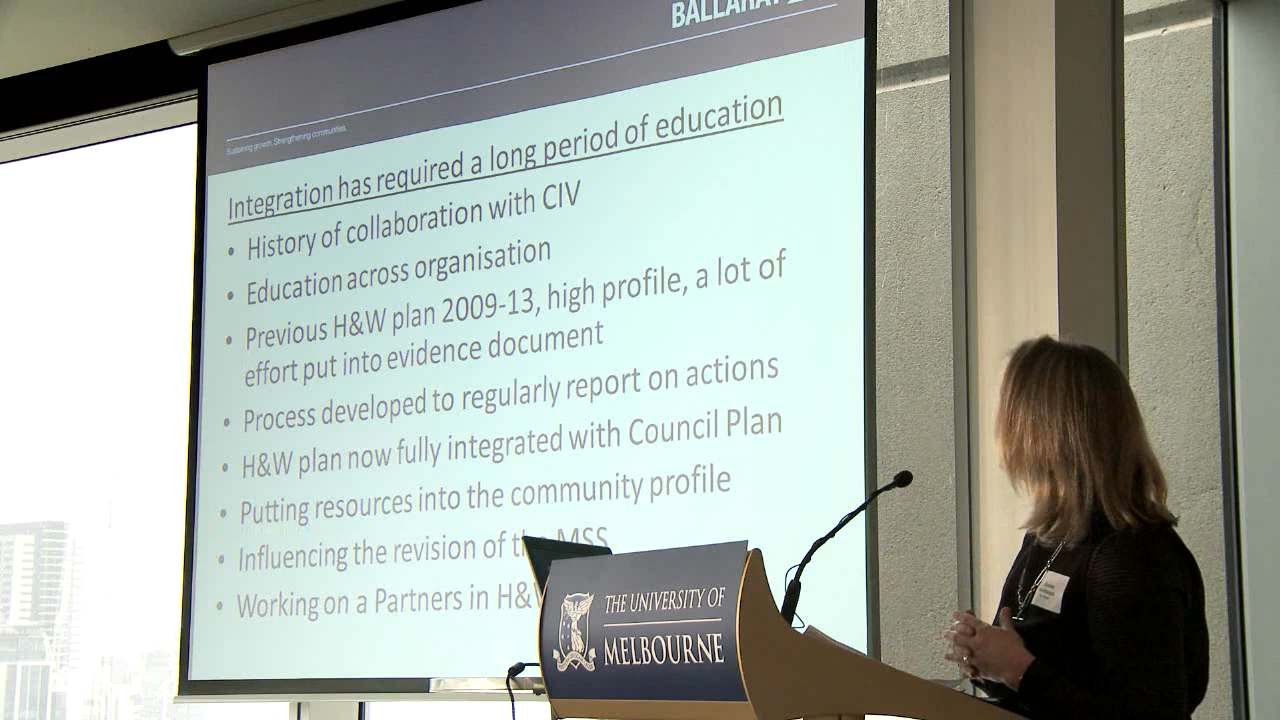 BALLARAT
Sustaining growth. Strengthening communities.
Integration has required a long period of education
• History of collaboration with CIV
• Education across organisation
• Previous H&W plan 2009-13, high profile, a lot of
effort put into evidence document
• Process developed to regularly report on actions
• H&W plan now fully integrated with Council Plan
• Putting resources into the community profile
• Influencing the revision of the MSS
• Working on a Partners in H&W
THE UNIVERSITY OF
MELBOURNE